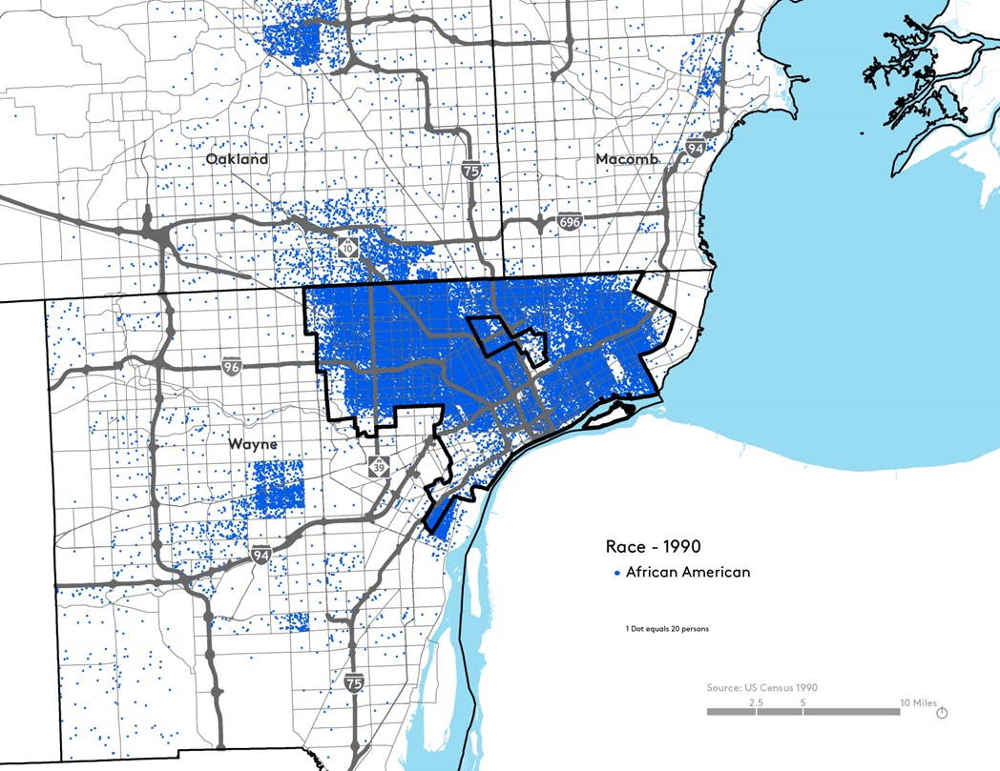 Oakland
Macomb
94
75
696
M
10
96
Wayne
M
39
94
75
Race - 1990
African American
1 Dot equals 20 persons
Source: US Census 1990
2.5 5 10 Miles